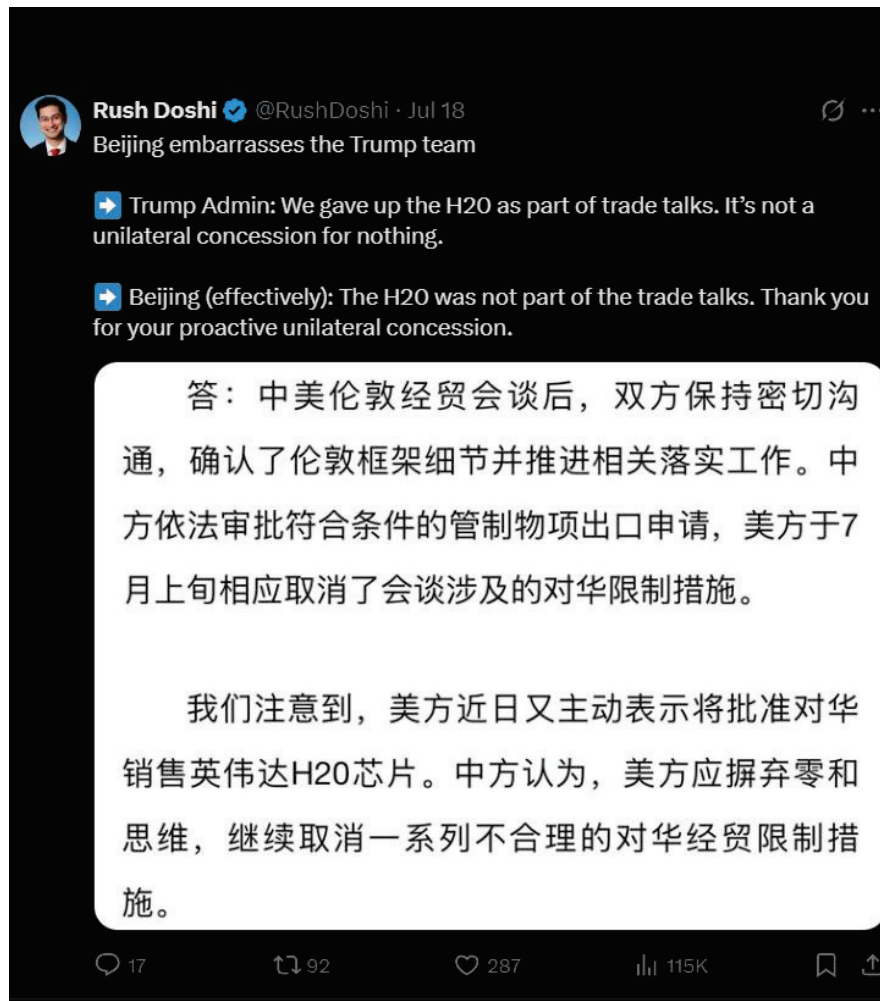 Rush Doshi @RushDoshi · Jul 18
Beijing embarrasses the Trump team
➡️ Trump Admin: We gave up the H20 as part of trade talks. It’s not a
unilateral concession for nothing.
➡️ Beijing (effectively): The H20 was not part of the trade talks. Thank you
for your proactive unilateral concession.
答：中美伦敦经贸会谈后，双方保持密切沟
通，确认了伦敦框架细节并推进相关落实工作。中
方依法审批符合条件的管制物项出口申请，美方于7
月上旬相应取消了会谈涉及的对华限制措施。
我们注意到，美方近日又主动表示将批准对华
销售英伟达H20芯片。中方认为，美方应摒弃零和
思维，继续取消一系列不合理的对华经贸限制措
施。
17 92 287 115K